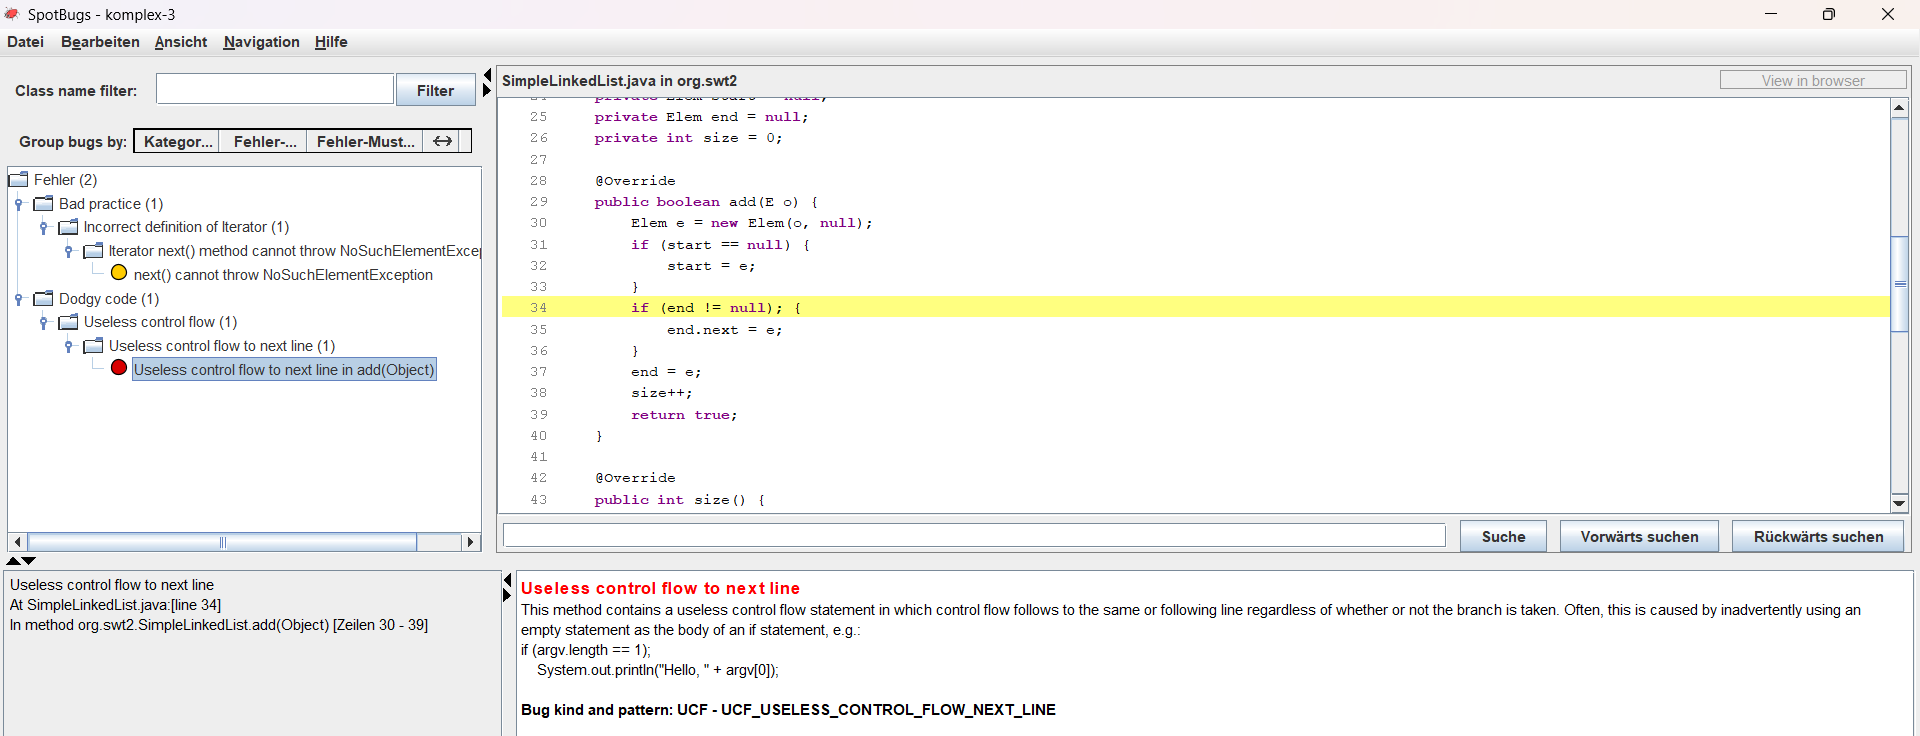 SpotBugs - komplex-3
Datei Bearbeiten Ansicht Navigation Hilfe
Class name filter: Filter
Group bugs by: Kategor... Fehler-... Fehler-Must... <->
Fehler (2)
Bad practice (1)
Incorrect definition of Iterator (1)
Iterator next() method cannot throw NoSuchElementExcep
next() cannot throw NoSuchElementException
Dodgy code (1)
Useless control flow (1)
Useless control flow to next line (1)
Useless control flow to next line in add(Object)
SimpleLinkedList.java in org.swt2
View in browser
24 private Elem start = null;
25 private Elem end = null;
26 private int size = 0;
27
28 @Override
29 public boolean add(E o) {
30 Elem e = new Elem(o, null);
31 if (start == null) {
32 start = e;
33 }
34 if (end != null); {
35 end.next = e;
36 }
37 end = e;
38 size++;
39 return true;
40 }
41
42 @Override
43 public int size() {
Suche Vorwärts suchen Rückwärts suchen
Useless control flow to next line
At SimpleLinkedList.java:[line 34]
In method org.swt2.SimpleLinkedList.add(Object) [Zeilen 30 - 39]
Useless control flow to next line
This method contains a useless control flow statement in which control flow follows to the same or following line regardless of whether or not the branch is taken. Often, this is caused by inadvertently using an
empty statement as the body of an if statement, e.g.:
if (argv.length == 1);
System.out.println("Hello, " + argv[0]);
Bug kind and pattern: UCF - UCF_USELESS_CONTROL_FLOW_NEXT_LINE